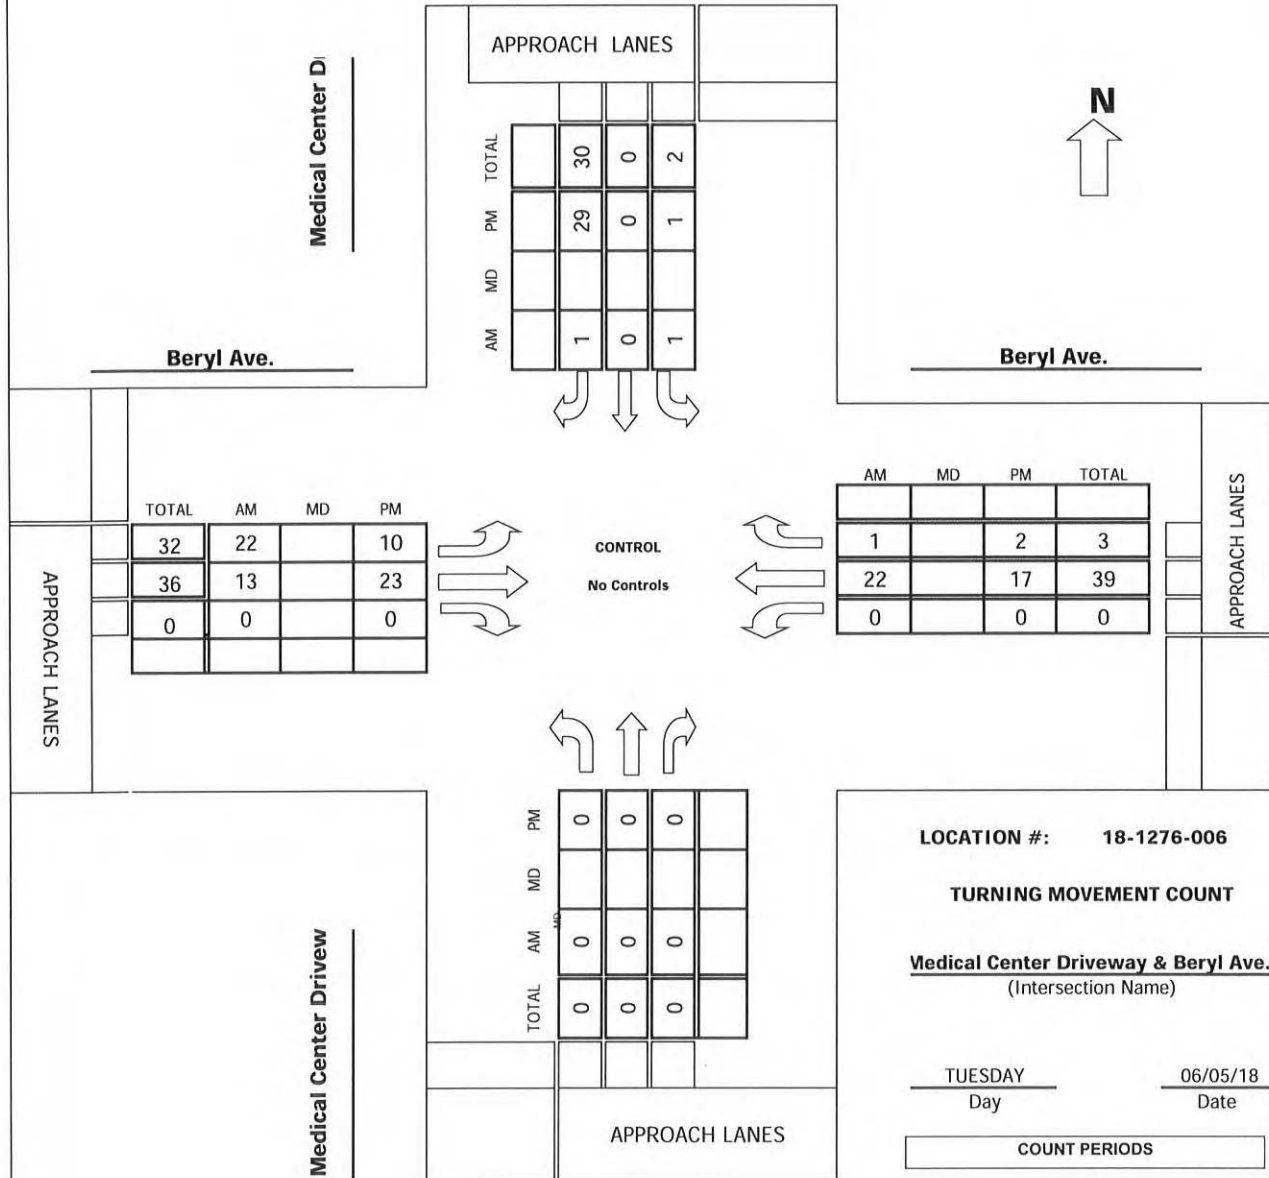 APPROACH LANES
Medical Center D
N
TOTAL 30 0 2
PM 29 0 1
MD
AM 1 0 1
Beryl Ave.
Beryl Ave.
TOTAL AM MD PM
32 22 10
36 13 23
0 0 0
APPROACH LANES
CONTROL
No Controls
AM MD PM TOTAL
1 2 3
22 17 39
0 0 0
APPROACH LANES
PM 0 0 0
MD
MD
AM 0 0 0
TOTAL 0 0 0
Medical Center Drivew
APPROACH LANES
LOCATION #: 18-1276-006
TURNING MOVEMENT COUNT
Medical Center Driveway & Beryl Ave.
(Intersection Name)
TUESDAY 06/05/18
Day Date
COUNT PERIODS